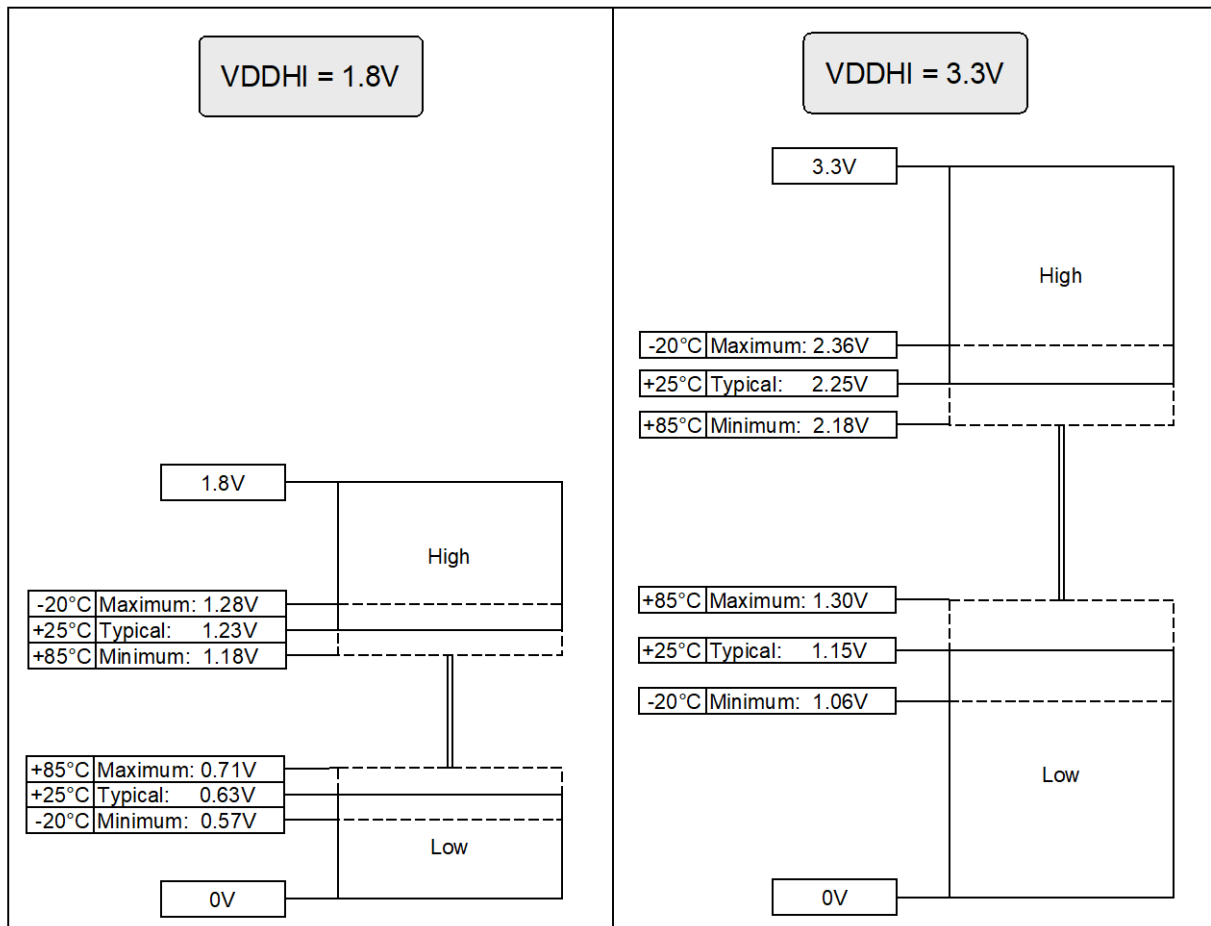 VDDHI = 1.8V
1.8V
High
-20°C Maximum: 1.28V
+25°C Typical: 1.23V
+85°C Minimum: 1.18V
+85°C Maximum: 0.71V
+25°C Typical: 0.63V
-20°C Minimum: 0.57V
Low
0V
VDDHI = 3.3V
3.3V
High
-20°C Maximum: 2.36V
+25°C Typical: 2.25V
+85°C Minimum: 2.18V
+85°C Maximum: 1.30V
+25°C Typical: 1.15V
-20°C Minimum: 1.06V
Low
0V